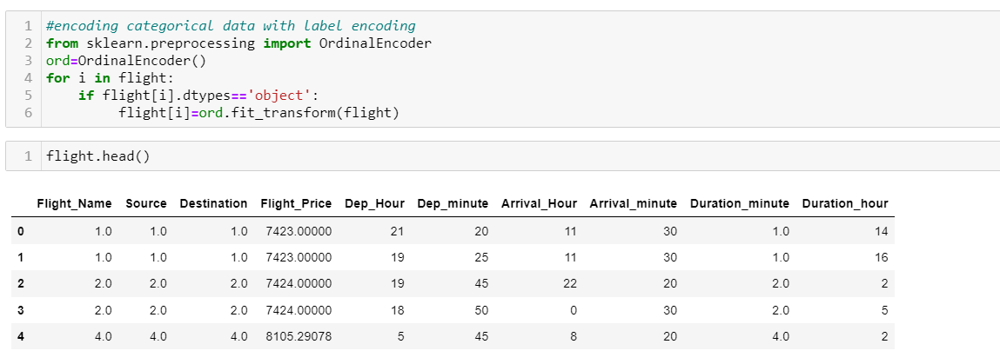 1 #encoding categorical data with label encoding
2 from sklearn.preprocessing import OrdinalEncoder
3 ord=OrdinalEncoder()
4 for i in flight:
5     if flight[i].dtypes=='object':
6          flight[i]=ord.fit_transform(flight)
1 flight.head()
Flight_Name Source Destination Flight_Price Dep_Hour Dep_minute Arrival_Hour Arrival_minute Duration_minute Duration_hour
0 1.0 1.0 1.0 7423.00000 21 20 11 30 1.0 14
1 1.0 1.0 1.0 7423.00000 19 25 11 30 1.0 16
2 2.0 2.0 2.0 7424.00000 19 45 22 20 2.0 2
3 2.0 2.0 2.0 7424.00000 18 50 0 30 2.0 5
4 4.0 4.0 4.0 8105.29078 5 45 8 20 4.0 2